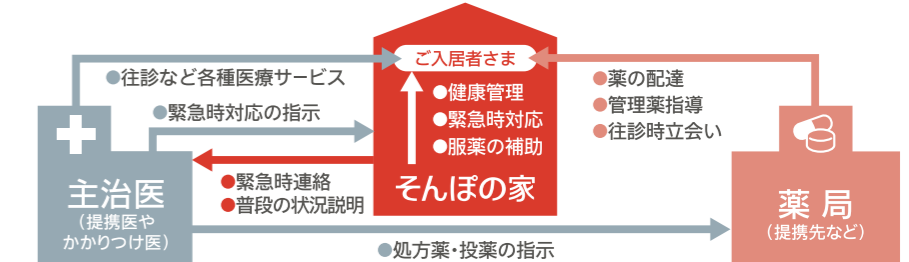 ご入居者さま
●往診など各種医療サービス
●緊急時対応の指示
●健康管理
●緊急時対応
●服薬の補助
そんぽの家
●薬の配達
●管理薬指導
●往診時立会い
●緊急時連絡
●普段の状況説明
主治医
（提携医や
かかりつけ医）
薬局
（提携先など）
●処方薬・投薬の指示